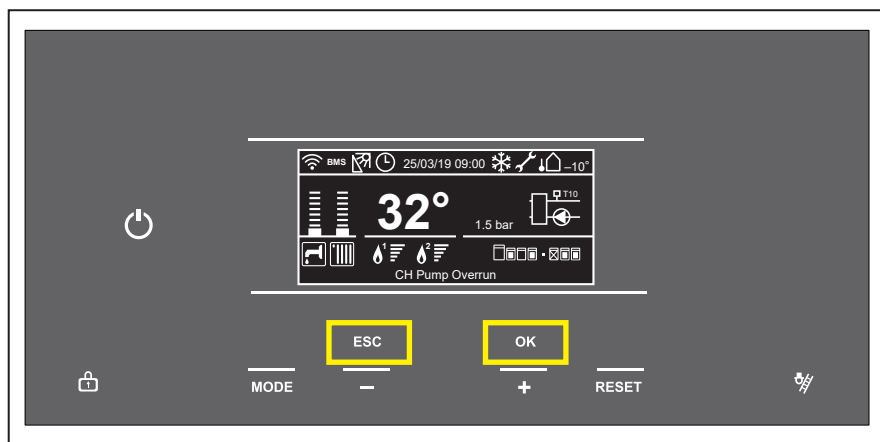 BMS 25/03/19 09:00 –10°
T10
32°
1.5 bar
1 2
CH Pump Overrun
ESC OK
MODE – + RESET